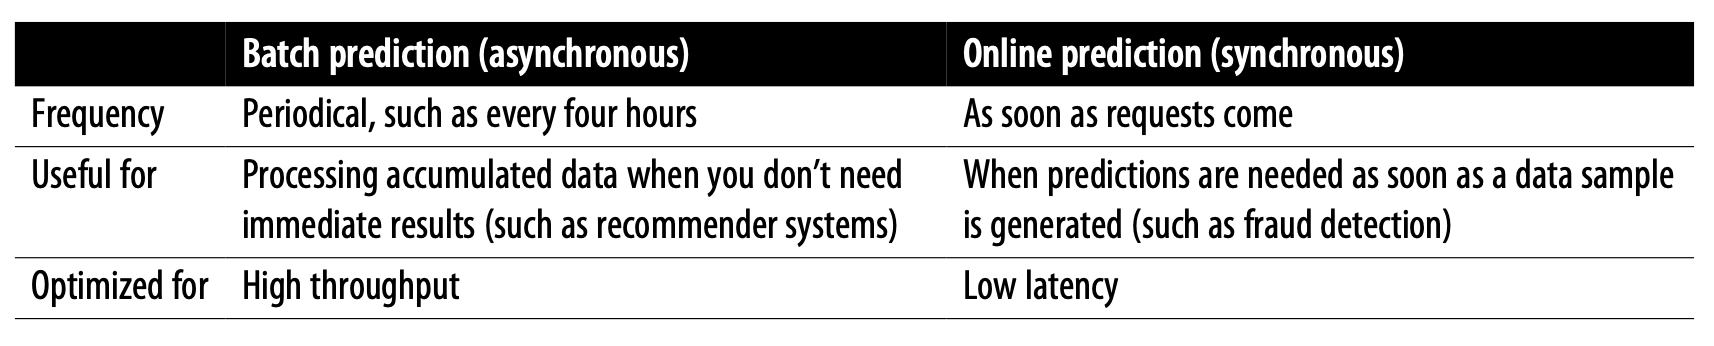 Batch prediction (asynchronous) Online prediction (synchronous)
Frequency Periodical, such as every four hours As soon as requests come
Useful for Processing accumulated data when you don’t need When predictions are needed as soon as a data sample
immediate results (such as recommender systems) is generated (such as fraud detection)
Optimized for High throughput Low latency